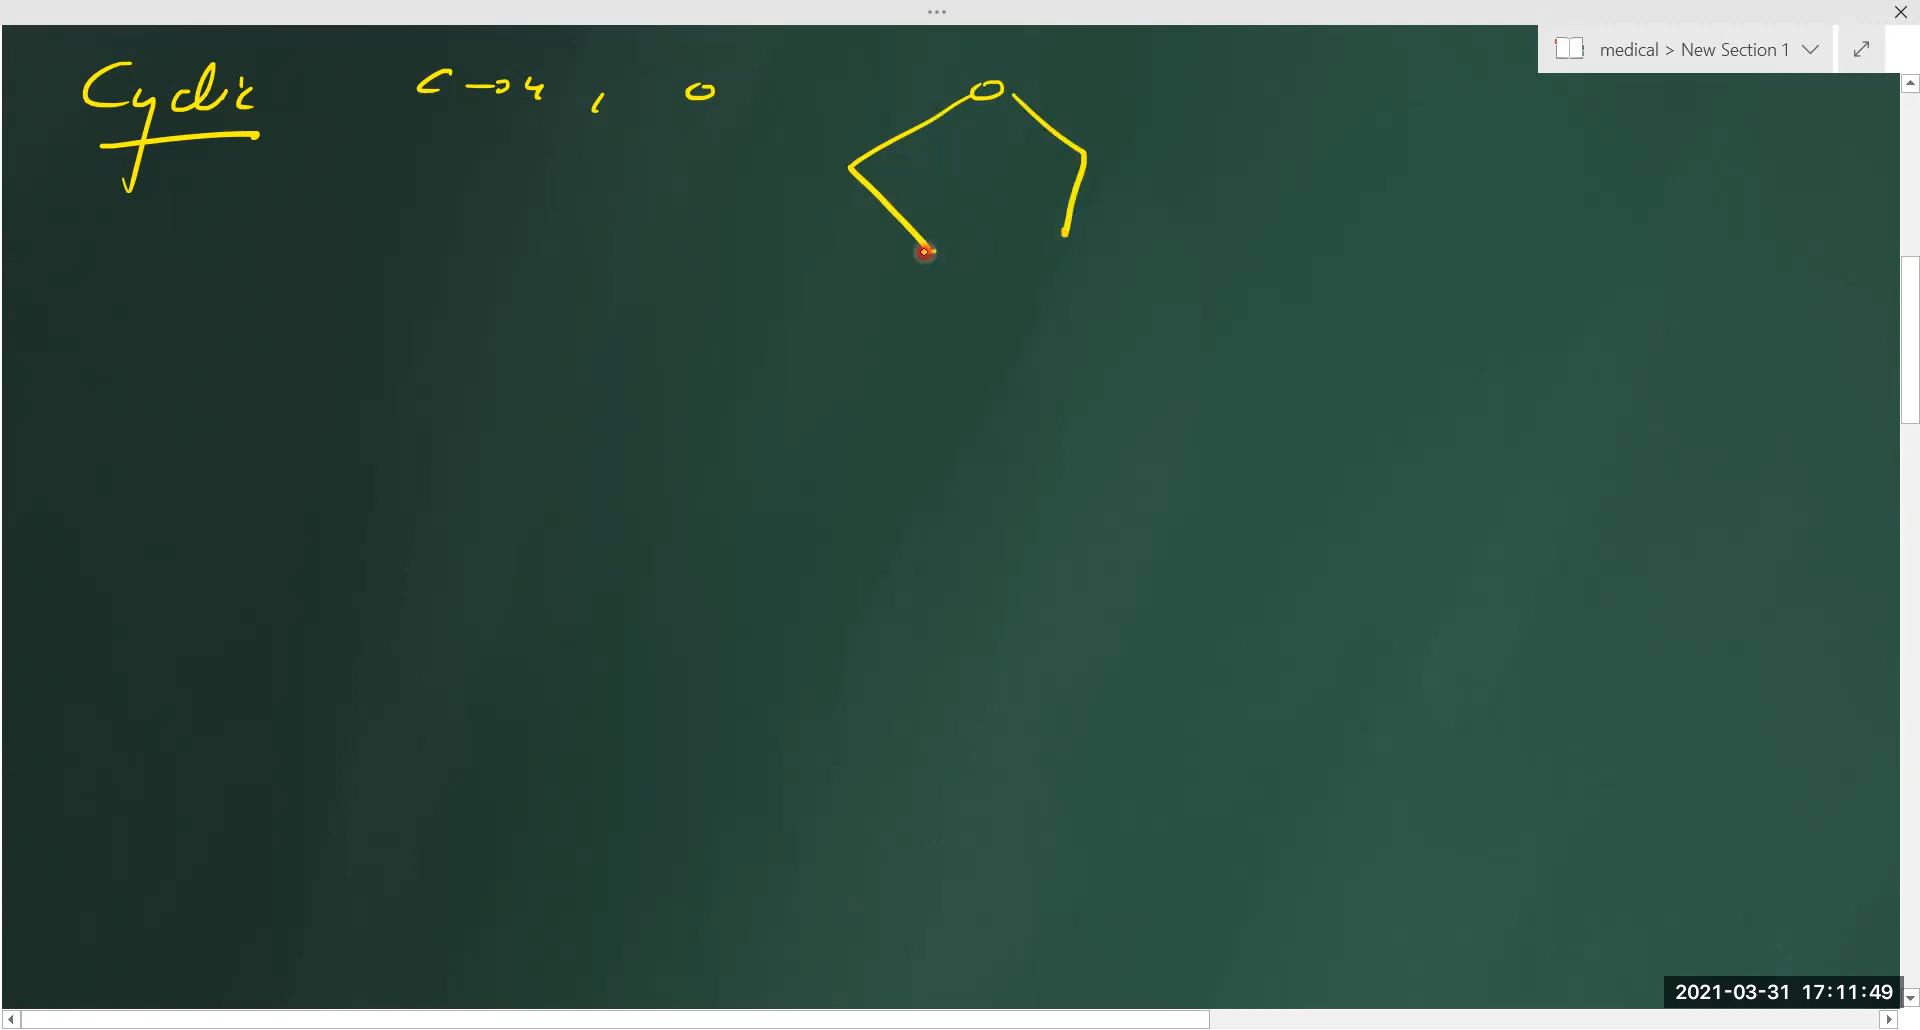 medical > New Section 1
Cyclic C → 4 , O O
2021-03-31 17:11:49